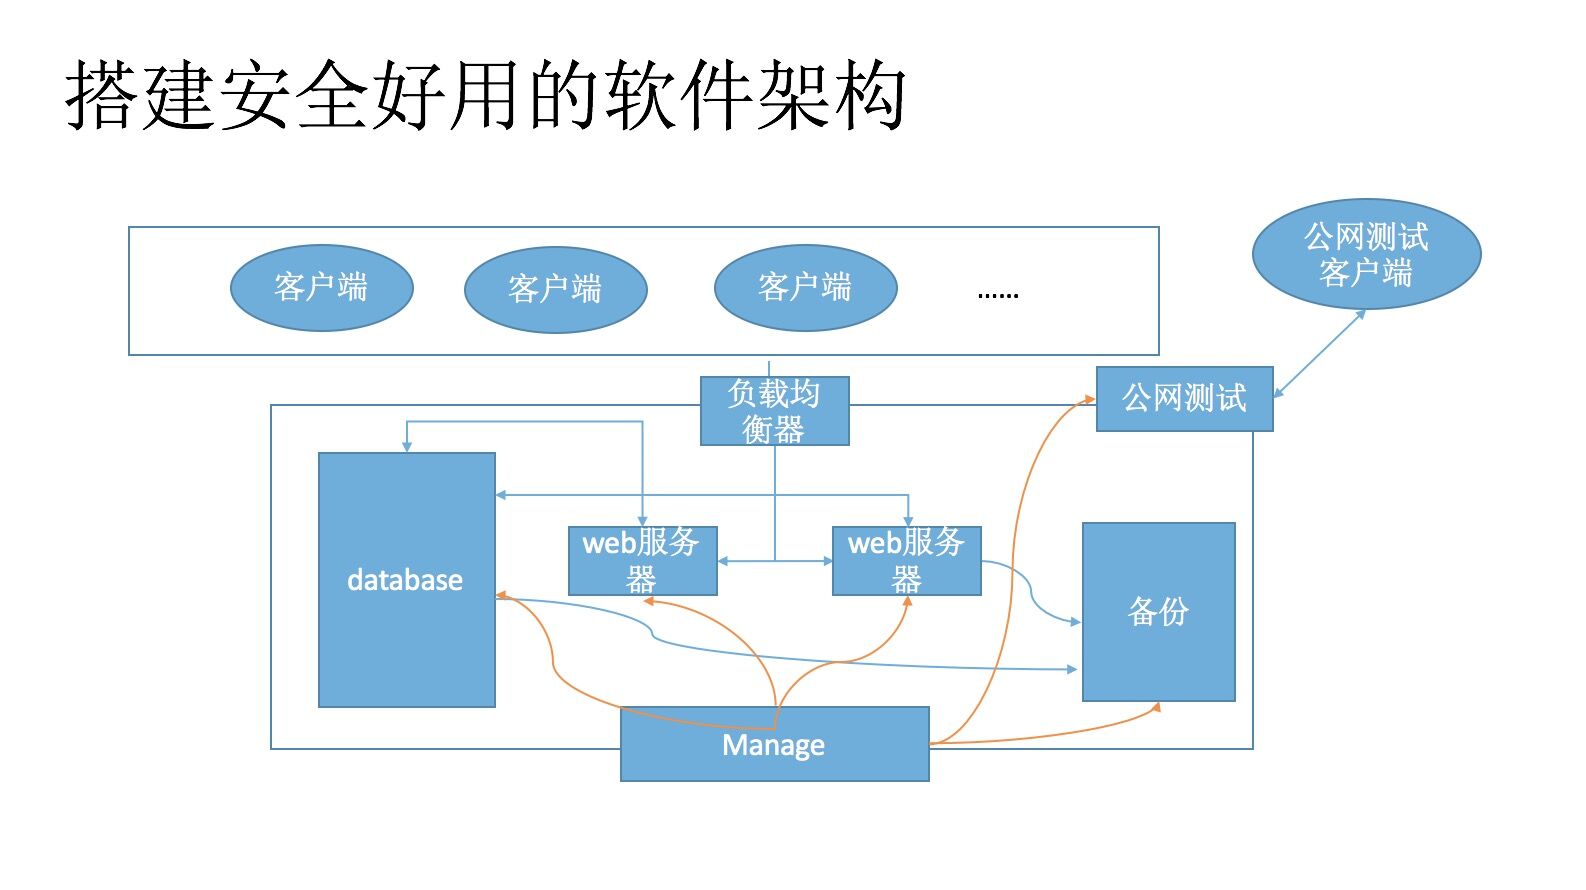 搭建安全好用的软件架构
公网测试
客户端
客户端
客户端
客户端
......
负载均
衡器
公网测试
database
web服务
器
web服务
器
备份
Manage